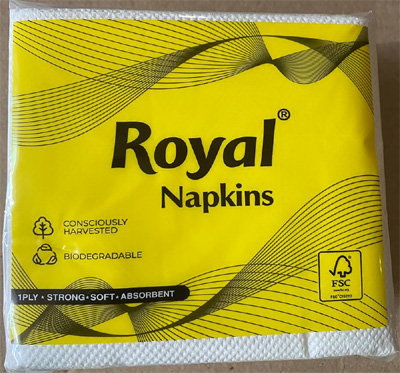 Royal®
Napkins
CONSCIOUSLY
HARVESTED
BIODEGRADABLE
1PLY • STRONG • SOFT • ABSORBENT
FSC